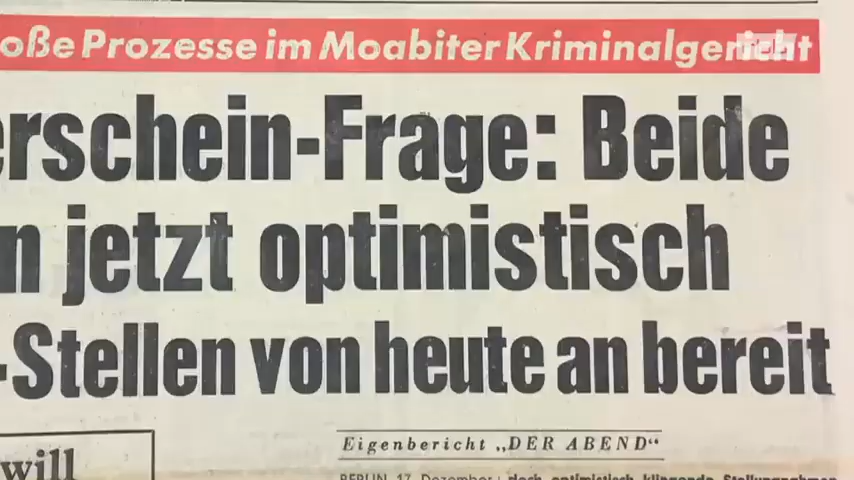 oße Prozesse im Moabiter Kriminalgericht
erschein-Frage: Beide
n jetzt optimistisch
-Stellen von heute an bereit
Eigenbericht „DER ABEND“
will
BERLIN, 17. Dezember